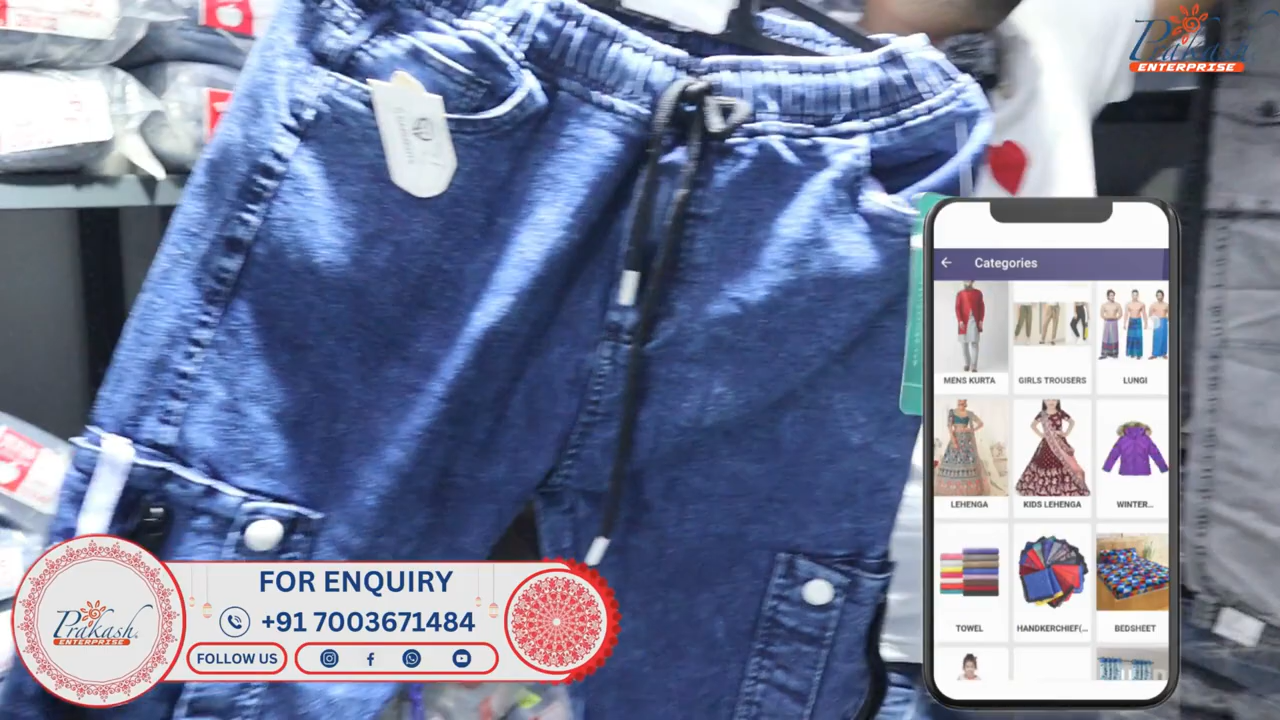 Prakash
ENTERPRISE
Categories
MENS KURTA
GIRLS TROUSERS
LUNGI
LEHENGA
KIDS LEHENGA
WINTER...
TOWEL
HANDKERCHIEF(...
BEDSHEET
Prakash
ENTERPRISE
FOR ENQUIRY
+91 7003671484
FOLLOW US